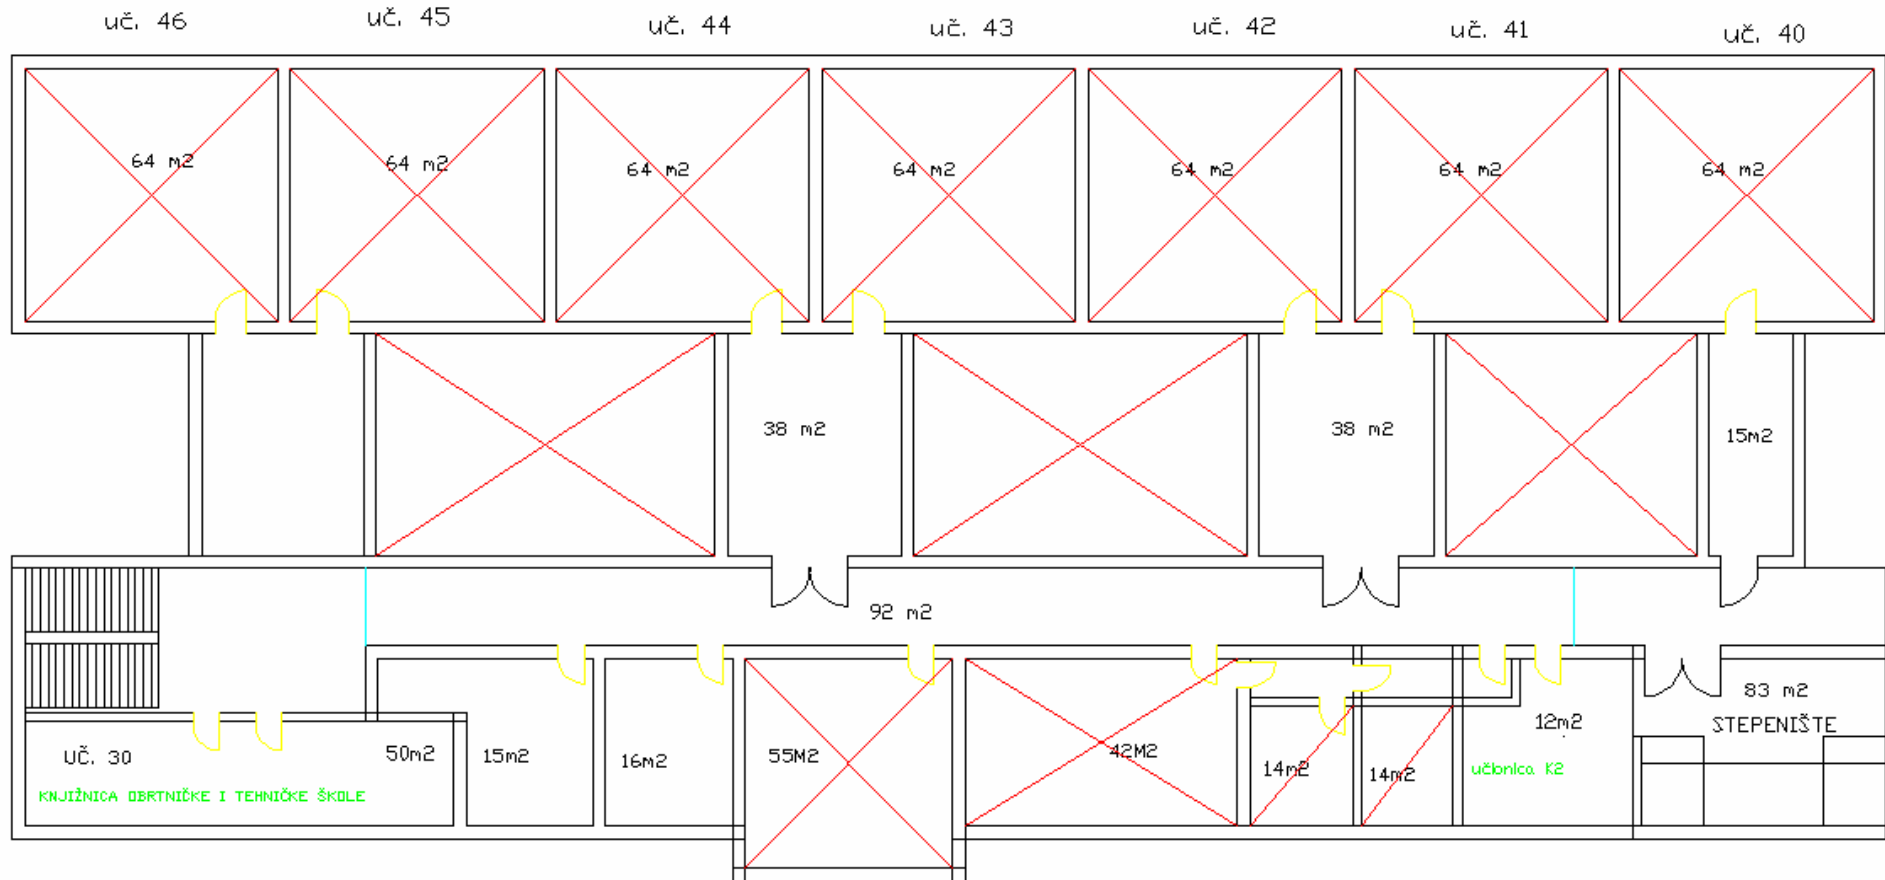 uč. 46
uč. 45
uč. 44
uč. 43
uč. 42
uč. 41
uč. 40
64 m2
64 m2
64 m2
64 m2
64 m2
64 m2
64 m2
38 m2
38 m2
15m2
92 m2
83 m2
STEPENIŠTE
12m2
UČ. 30
50m2
15m2
16m2
55M2
42M2
14m2
14m2
učionica K2
KNJIŽNICA OBRTNIČKE I TEHNIČKE ŠKOLE